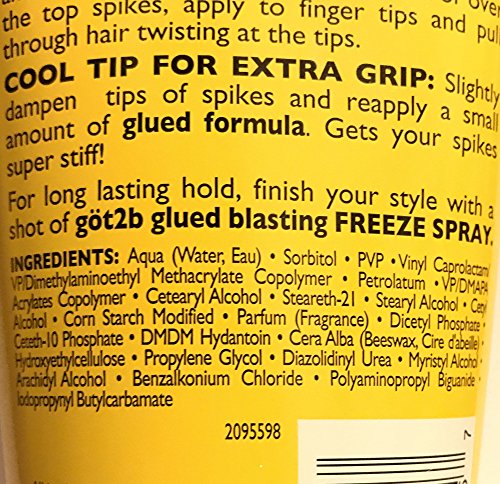 the top spikes, apply to finger tips and pull
through hair twisting at the tips.
COOL TIP FOR EXTRA GRIP: Slightly
dampen tips of spikes and reapply a small
amount of glued formula. Gets your spikes
super stiff!
For long lasting hold, finish your style with a
shot of göt2b glued blasting FREEZE SPRAY.
INGREDIENTS: Aqua (Water, Eau) • Sorbitol • PVP • Vinyl Caprolactam/
VP/Dimethylaminoethyl Methacrylate Copolymer • Petrolatum • VP/DMAPA
Acrylates Copolymer • Cetearyl Alcohol • Steareth-21 • Stearyl Alcohol • Cetyl
Alcohol • Corn Starch Modified • Parfum (Fragrance) • Dicetyl Phosphate •
Ceteth-10 Phosphate • DMDM Hydantoin • Cera Alba (Beeswax, Cire d'abeille) •
Hydroxyethylcellulose • Propylene Glycol • Diazolidinyl Urea • Myristyl Alcohol •
Arachidyl Alcohol • Benzalkonium Chloride • Polyaminopropyl Biguanide •
Iodopropynyl Butylcarbamate
2095598
7